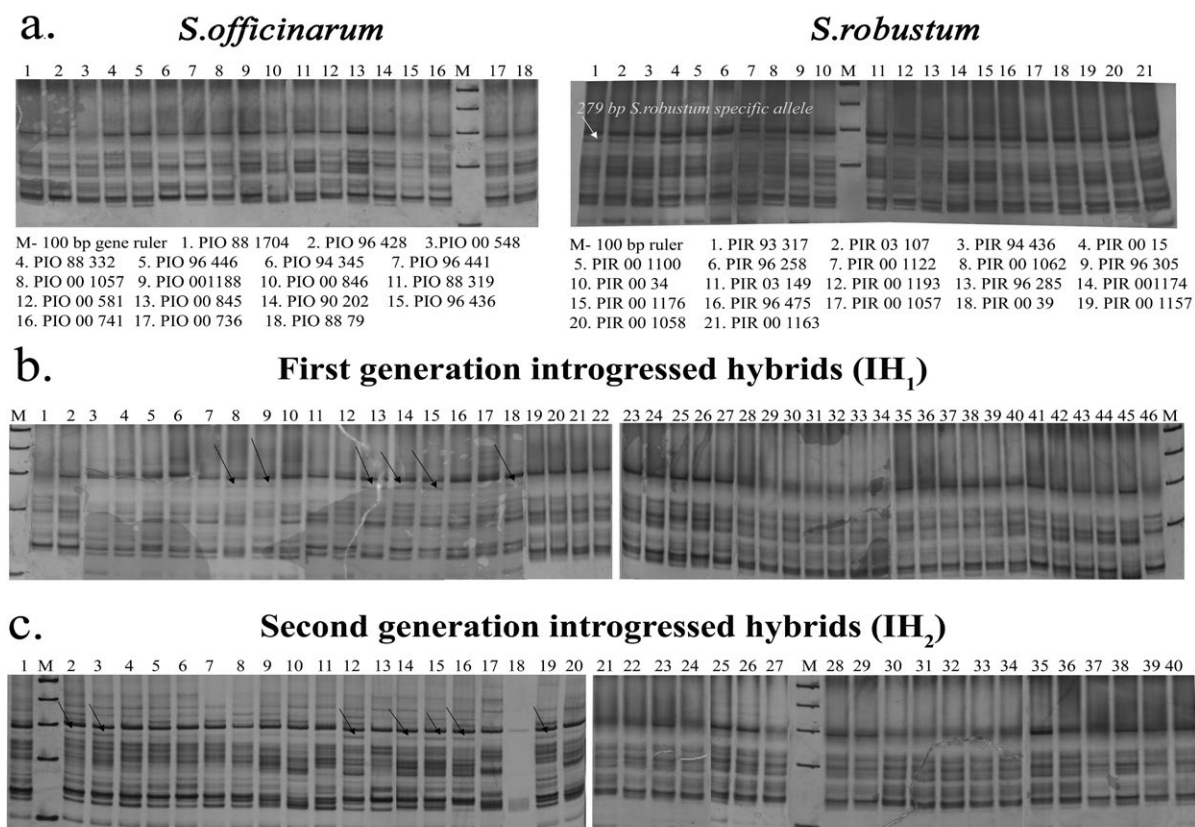 a. S.officinarum S.robustum
1 2 3 4 5 6 7 8 9 10 11 12 13 14 15 16 M 17 18
1 2 3 4 5 6 7 8 9 10 M 11 12 13 14 15 16 17 18 19 20 21
279 bp S.robustum specific allele
M- 100 bp gene ruler 1. PIO 88 1704 2. PIO 96 428 3.PIO 00 548
4. PIO 88 332 5. PIO 96 446 6. PIO 94 345 7. PIO 96 441
8. PIO 00 1057 9. PIO 001188 10. PIO 00 846 11. PIO 88 319
12. PIO 00 581 13. PIO 00 845 14. PIO 90 202 15. PIO 96 436
16. PIO 00 741 17. PIO 00 736 18. PIO 88 79
M- 100 bp ruler 1. PIR 93 317 2. PIR 03 107 3. PIR 94 436 4. PIR 00 15
5. PIR 00 1100 6. PIR 96 258 7. PIR 00 1122 8. PIR 00 1062 9. PIR 96 305
10. PIR 00 34 11. PIR 03 149 12. PIR 00 1193 13. PIR 96 285 14. PIR 001174
15. PIR 00 1176 16. PIR 96 475 17. PIR 00 1057 18. PIR 00 39 19. PIR 00 1157
20. PIR 00 1058 21. PIR 00 1163
b. First generation introgressed hybrids (IH₁)
M 1 2 3 4 5 6 7 8 9 10 11 12 13 14 15 16 17 18 19 20 21 22 23 24 25 26 27 28 29 30 31 32 33 34 35 36 37 38 39 40 41 42 43 44 45 46 M
c. Second generation introgressed hybrids (IH₂)
1 M 2 3 4 5 6 7 8 9 10 11 12 13 14 15 16 17 18 19 20 21 22 23 24 25 26 27 M 28 29 30 31 32 33 34 35 36 37 38 39 40